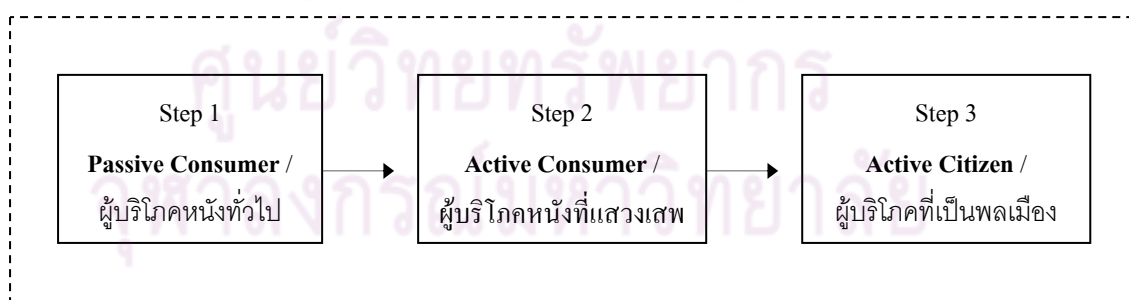 ศูนย์วิทยทรัพยากร
จุฬาลงกรณ์มหาวิทยาลัย
Step 1
Passive Consumer /
ผู้บริโภคหนังทั่วไป
Step 2
Active Consumer /
ผู้บริโภคหนังที่แสวงเสพ
Step 3
Active Citizen /
ผู้บริโภคที่เป็นพลเมือง